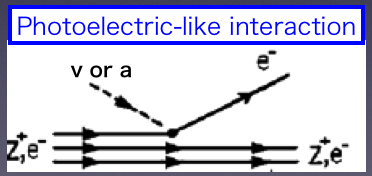 Photoelectric-like interaction
v or a
e⁻
Z⁺,e⁻
Z⁺,e⁻